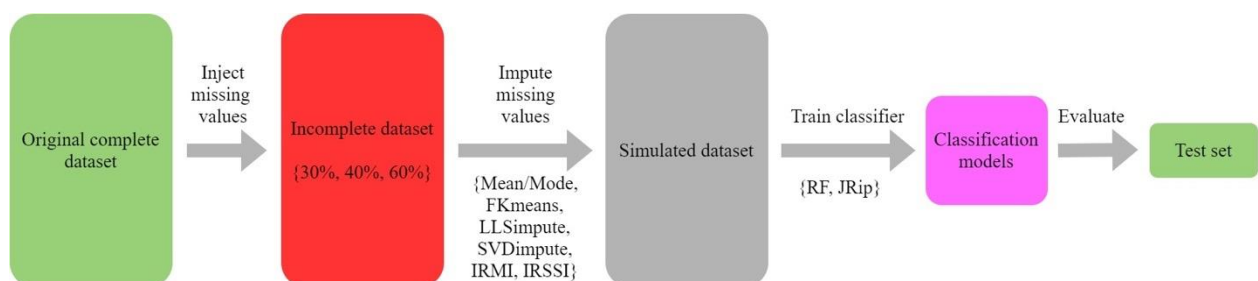 Original complete
dataset
Inject
missing
values
Incomplete dataset
{30%, 40%, 60%}
Impute
missing
values
{Mean/Mode,
FKmeans,
LLSimpute,
SVDimpute,
IRMI, IRSSI}
Simulated dataset
Train classifier
{RF, JRip}
Classification
models
Evaluate
Test set